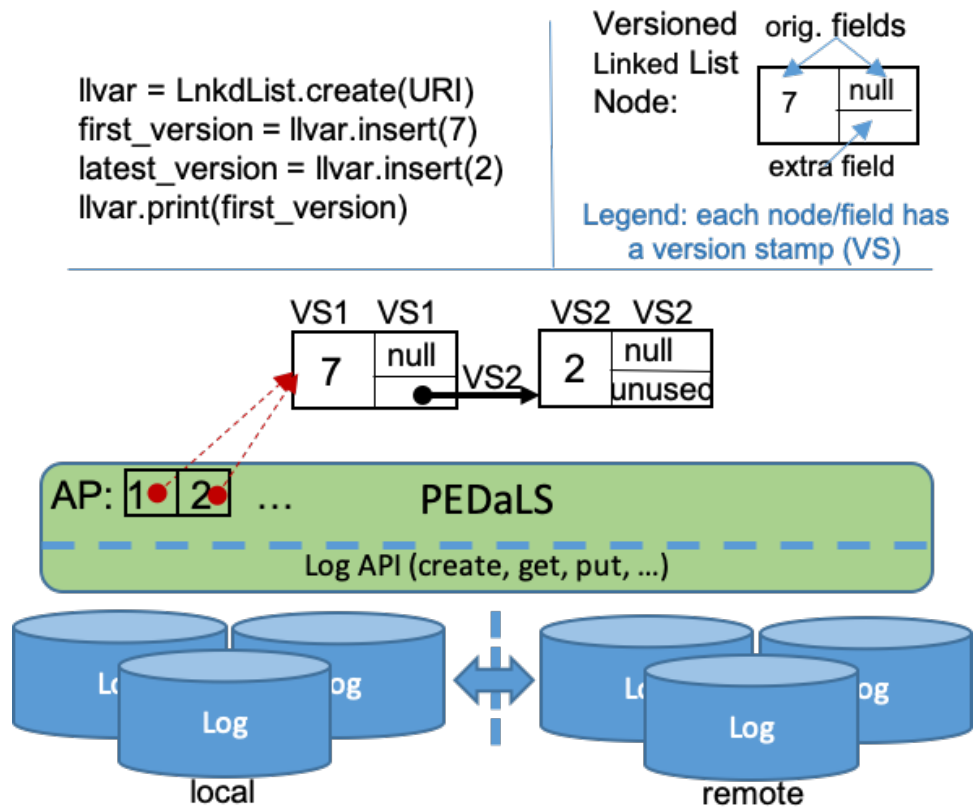 llvar = LnkdList.create(URI)
first_version = llvar.insert(7)
latest_version = llvar.insert(2)
llvar.print(first_version)
Versioned orig. fields
Linked List
Node:
7 null
extra field
Legend: each node/field has
a version stamp (VS)
VS1 VS1 VS2 VS2
7 null VS2 2 null
unused
AP: 1 2 ... PEDaLS
Log API (create, get, put, ...)
Log
local
Log
remote